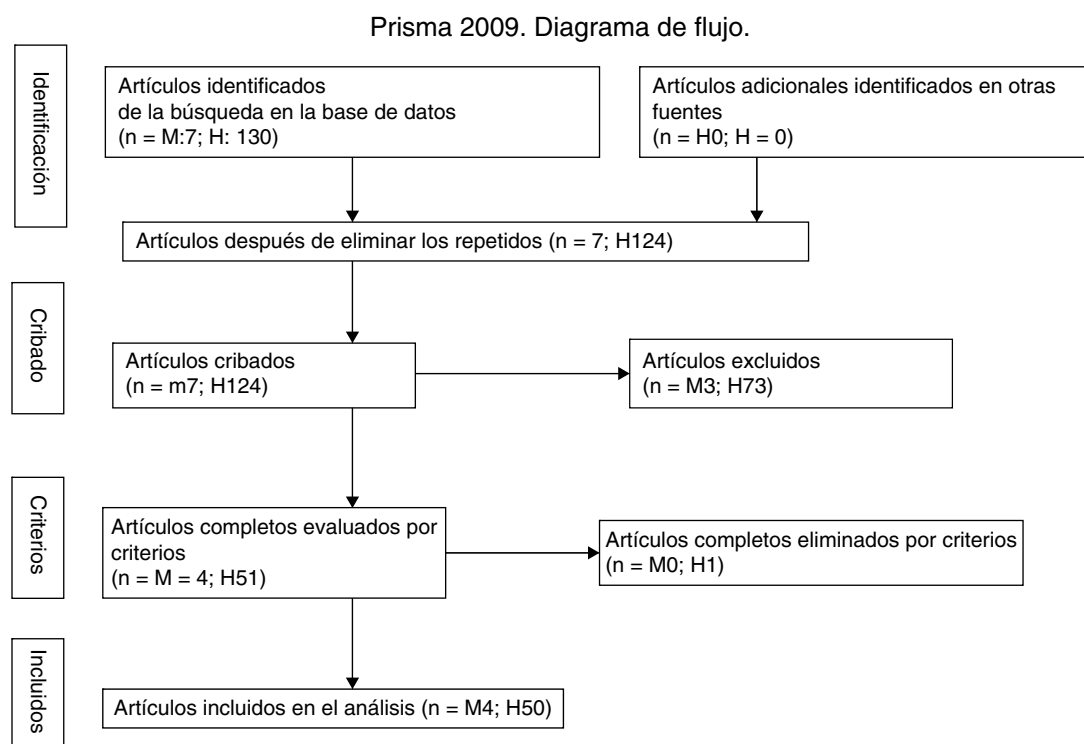 Prisma 2009. Diagrama de flujo.
Identificación
Artículos identificados
de la búsqueda en la base de datos
(n = M:7; H: 130)
Artículos adicionales identificados en otras
fuentes
(n = H0; H = 0)
Artículos después de eliminar los repetidos (n = 7; H124)
Cribado
Artículos cribados
(n = m7; H124)
Artículos excluidos
(n = M3; H73)
Criterios
Artículos completos evaluados por
criterios
(n = M = 4; H51)
Artículos completos eliminados por criterios
(n = M0; H1)
Incluidos
Artículos incluidos en el análisis (n = M4; H50)